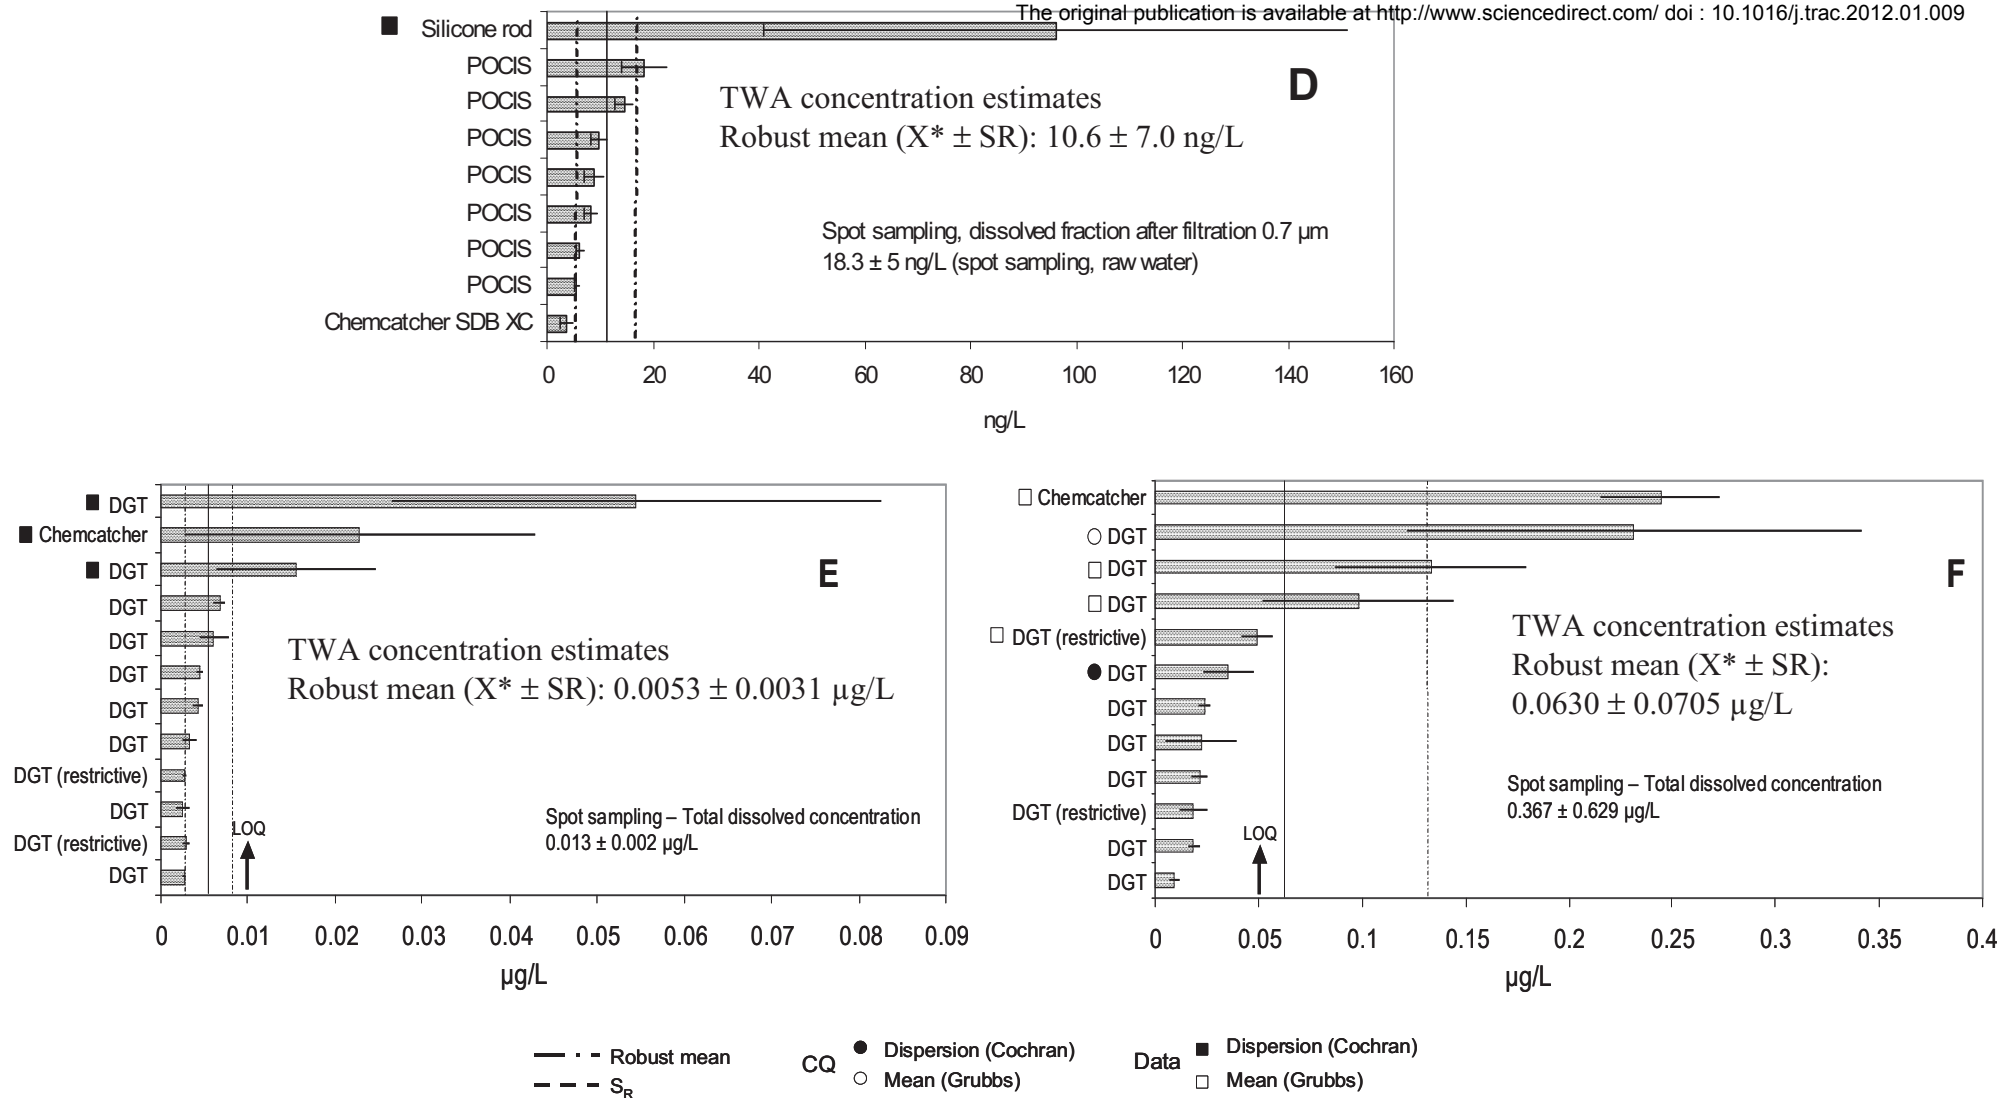 The original publication is available at http://www.sciencedirect.com/ doi : 10.1016/j.trac.2012.01.009
Silicone rod
POCIS
POCIS
POCIS
POCIS
POCIS
POCIS
POCIS
Chemcatcher SDB XC
D
TWA concentration estimates
Robust mean (X* ± SR): 10.6 ± 7.0 ng/L
Spot sampling, dissolved fraction after filtration 0.7 µm
18.3 ± 5 ng/L (spot sampling, raw water)
0 20 40 60 80 100 120 140 160
ng/L
DGT
Chemcatcher
DGT
DGT
DGT
DGT
DGT
DGT
DGT (restrictive)
DGT
DGT (restrictive)
DGT
E
TWA concentration estimates
Robust mean (X* ± SR): 0.0053 ± 0.0031 µg/L
Spot sampling – Total dissolved concentration
0.013 ± 0.002 µg/L
LOQ
0 0.01 0.02 0.03 0.04 0.05 0.06 0.07 0.08 0.09
µg/L
Chemcatcher
DGT
DGT
DGT
DGT (restrictive)
DGT
DGT
DGT
DGT
DGT (restrictive)
DGT
DGT
F
TWA concentration estimates
Robust mean (X* ± SR):
0.0630 ± 0.0705 µg/L
Spot sampling – Total dissolved concentration
0.367 ± 0.629 µg/L
LOQ
0 0.05 0.1 0.15 0.2 0.25 0.3 0.35 0.4
µg/L
Robust mean
SR
CQ
Dispersion (Cochran)
Mean (Grubbs)
Data
Dispersion (Cochran)
Mean (Grubbs)